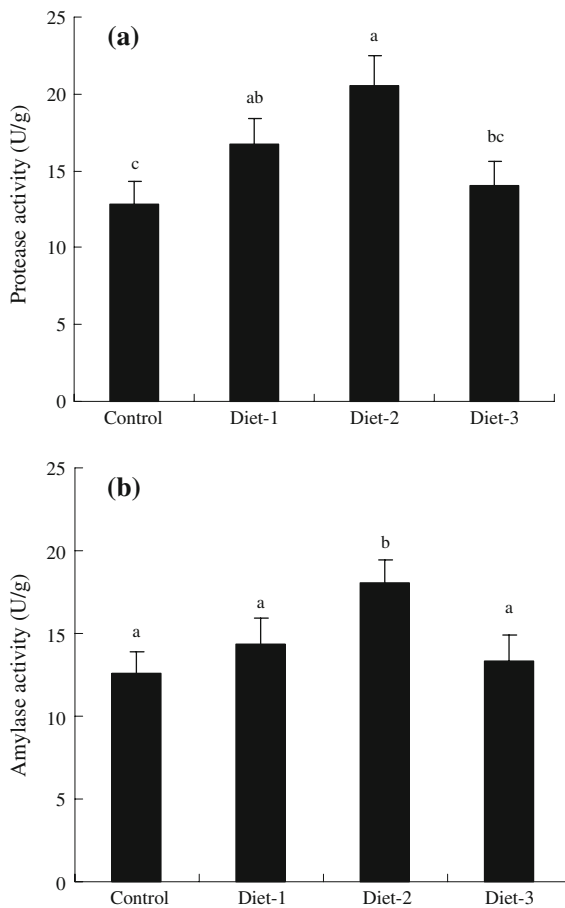 (a)
Protease activity (U/g)
25
20
15
10
5
0
c
ab
a
bc
Control Diet-1 Diet-2 Diet-3
(b)
Amylase activity (U/g)
25
20
15
10
5
0
a
a
b
a
Control Diet-1 Diet-2 Diet-3